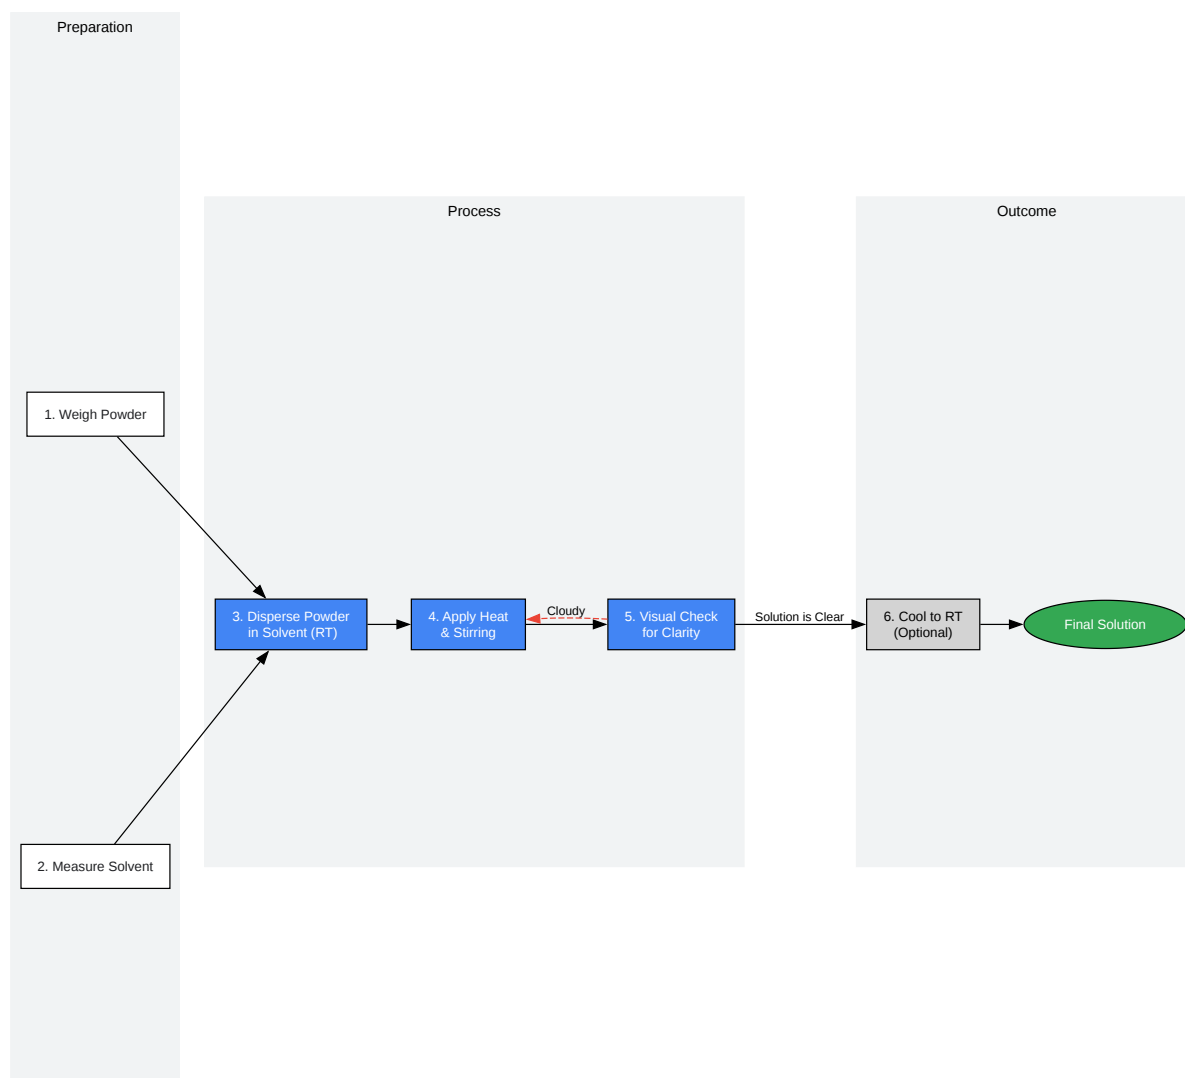 Preparation
Process
Outcome
1. Weigh Powder
2. Measure Solvent
3. Disperse Powder
in Solvent (RT)
4. Apply Heat
& Stirring
Cloudy
5. Visual Check
for Clarity
Solution is Clear
6. Cool to RT
(Optional)
Final Solution